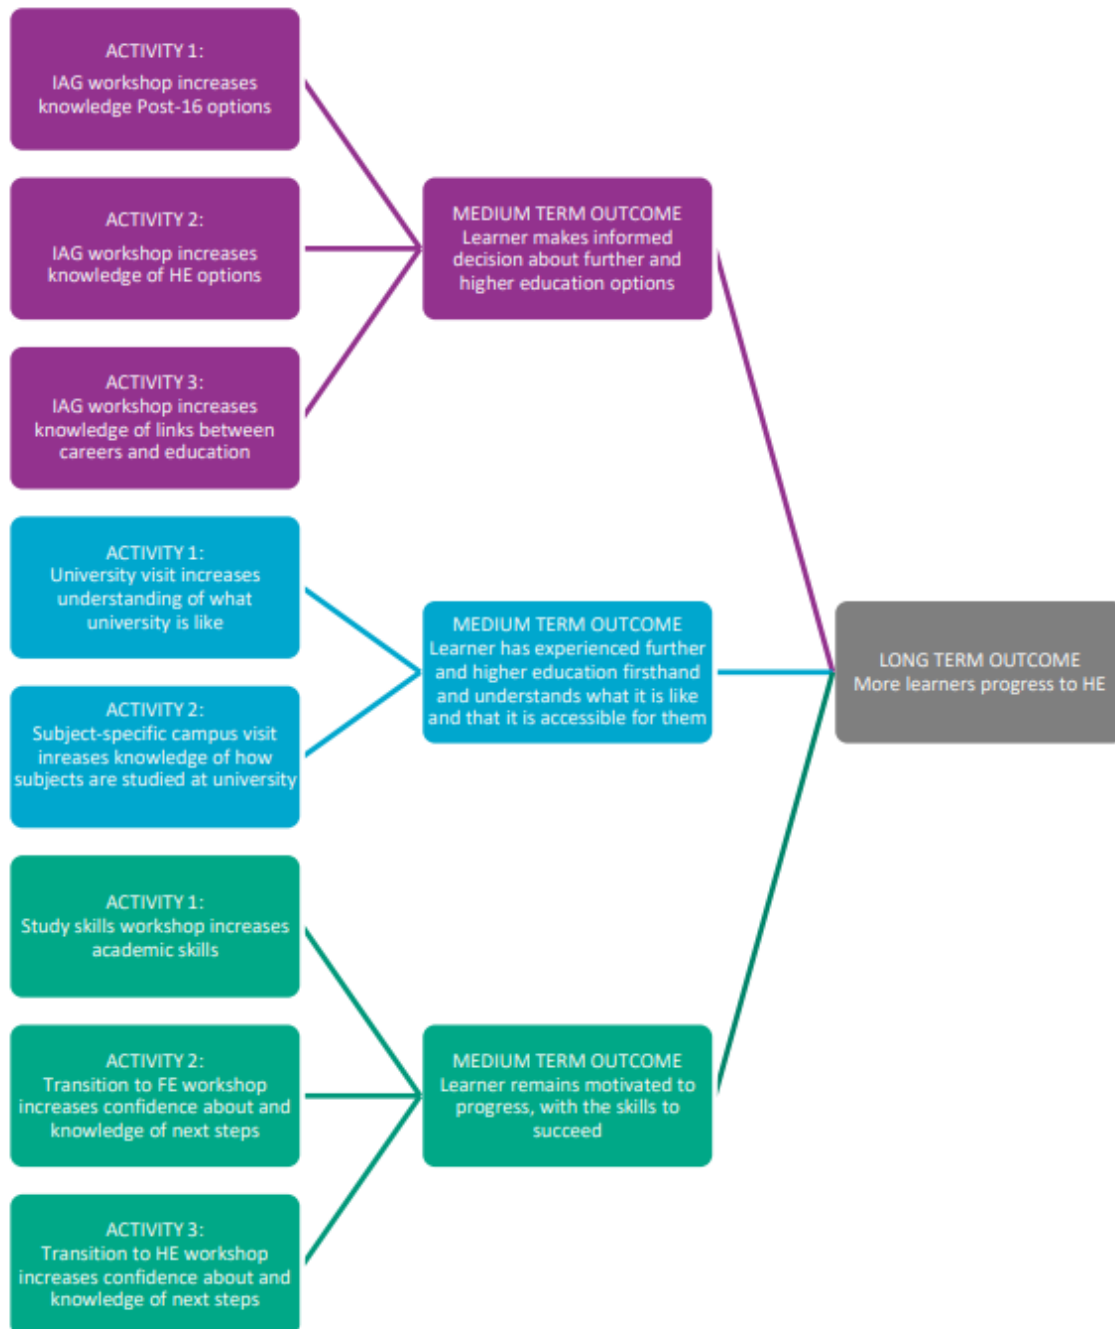 ACTIVITY 1:
IAG workshop increases
knowledge Post-16 options
ACTIVITY 2:
IAG workshop increases
knowledge of HE options
ACTIVITY 3:
IAG workshop increases
knowledge of links between
careers and education
MEDIUM TERM OUTCOME
Learner makes informed
decision about further and
higher education options
ACTIVITY 1:
University visit increases
understanding of what
university is like
ACTIVITY 2:
Subject-specific campus visit
inreases knowledge of how
subjects are studied at university
MEDIUM TERM OUTCOME
Learner has experienced further
and higher education firsthand
and understands what it is like
and that it is accessible for them
LONG TERM OUTCOME
More learners progress to HE
ACTIVITY 1:
Study skills workshop increases
academic skills
ACTIVITY 2:
Transition to FE workshop
increases confidence about and
knowledge of next steps
ACTIVITY 3:
Transition to HE workshop
increases confidence about and
knowledge of next steps
MEDIUM TERM OUTCOME
Learner remains motivated to
progress, with the skills to
succeed